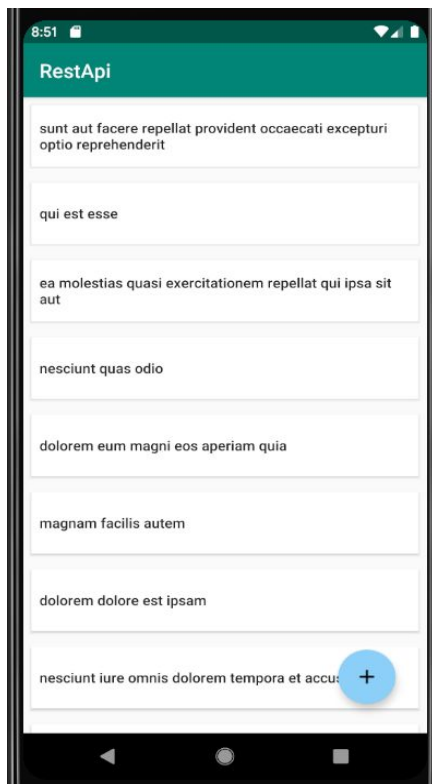 8:51
RestApi
sunt aut facere repellat provident occaecati excepturi
optio reprehenderit
qui est esse
ea molestias quasi exercitationem repellat qui ipsa sit
aut
nesciunt quas odio
dolorem eum magni eos aperiam quia
magnam facilis autem
dolorem dolore est ipsam
nesciunt iure omnis dolorem tempora et
+